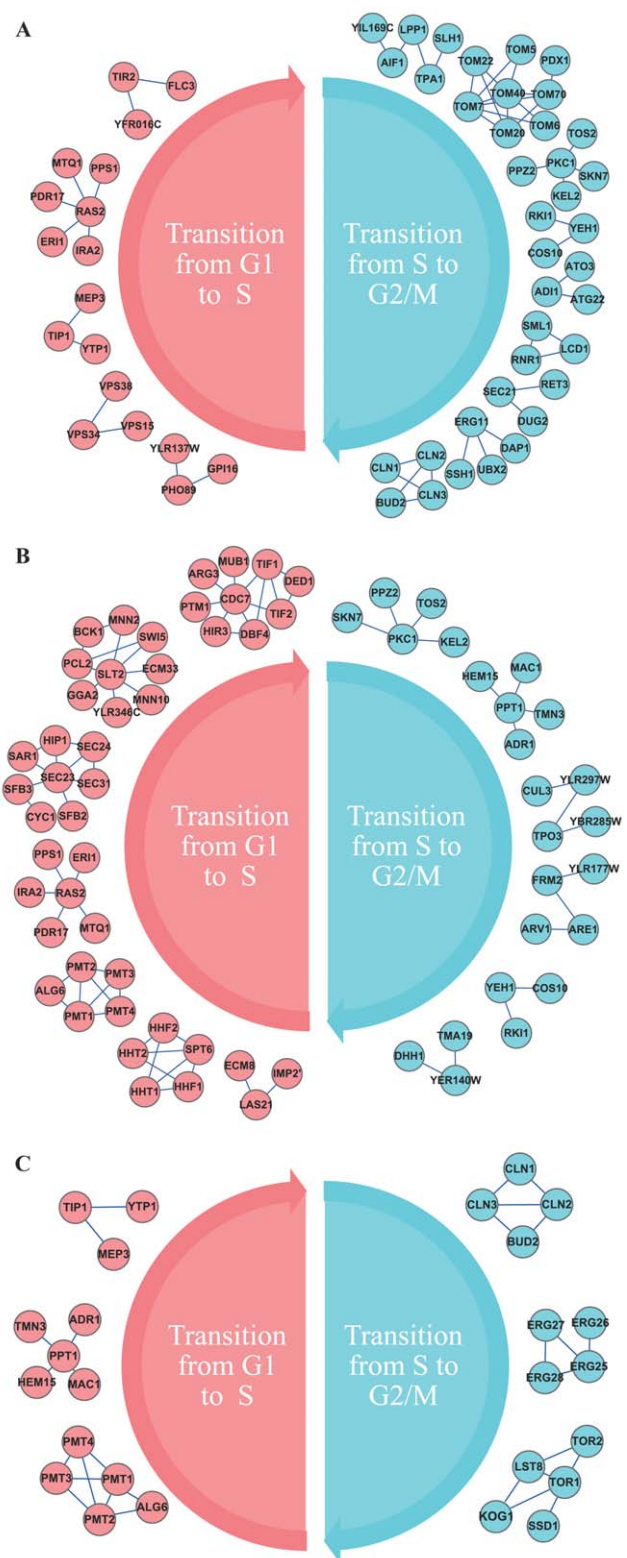 A
TIR2
FLC3
YFR016C
MTQ1
PPS1
PDR17
RAS2
ERI1
IRA2
MEP3
TIP1
YTP1
VPS38
VPS34
VPS15
YLR137W
GPI16
PHO89
Transition
from G1
to S
Transition
from S to
G2/M
YIL169C
LPP1
SLH1
AIF1
TPA1
TOM5
TOM22
PDX1
TOM40
TOM70
TOM7
TOM20
TOM6
TOS2
PPZ2
PKC1
SKN7
KEL2
RKI1
YEH1
COS10
ATO3
ADI1
ATG22
SML1
LCD1
RNR1
RET3
SEC21
DUG2
ERG11
DAP1
UBX2
SSH1
CLN2
CLN1
CLN3
BUD2
B
MUB1
TIF1
ARG3
DED1
CDC7
PTM1
TIF2
HIR3
DBF4
MNN2
BCK1
SWI5
PCL2
SLT2
ECM33
GGA2
MNN10
YLR346C
HIP1
SEC24
SAR1
SEC23
SEC31
SFB3
CYC1
SFB2
PPS1
ERI1
IRA2
RAS2
PDR17
MTQ1
PMT2
PMT3
ALG6
PMT1
PMT4
HHF2
SPT6
HHT2
HHT1
HHF1
ECM8
IMP2'
LAS21
Transition
from G1
to S
Transition
from S to
G2/M
PPZ2
SKN7
TOS2
PKC1
KEL2
MAC1
HEM15
PPT1
TMN3
ADR1
YLR297W
CUL3
YBR285W
TPO3
YLR177W
FRM2
ARV1
ARE1
YEH1
COS10
RKI1
TMA19
DHH1
YER140W
C
TIP1
YTP1
MEP3
TMN3
ADR1
PPT1
HEM15
MAC1
PMT4
PMT3
PMT1
PMT2
ALG6
Transition
from G1
to S
Transition
from S to
G2/M
CLN1
CLN3
CLN2
BUD2
ERG27
ERG26
ERG25
ERG28
TOR2
LST8
TOR1
KOG1
SSD1